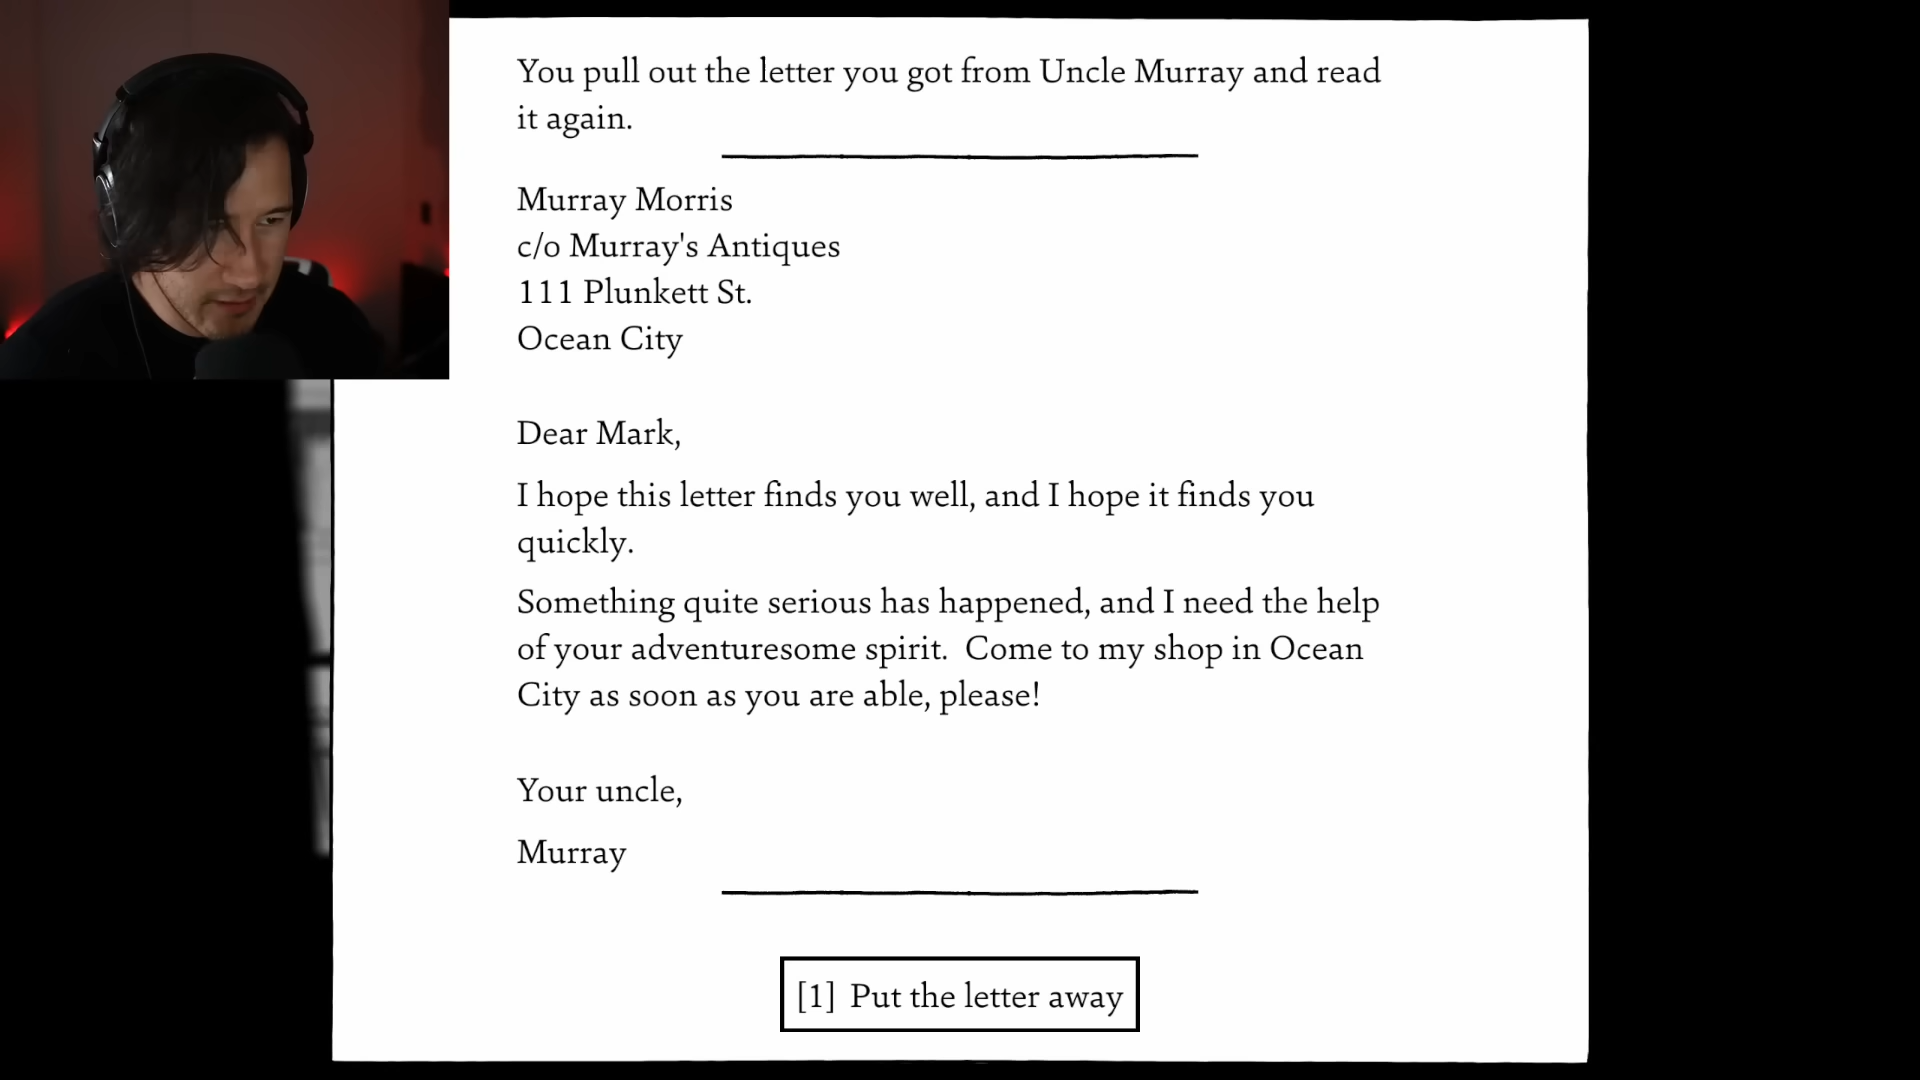 You pull out the letter you got from Uncle Murray and read
it again.
Murray Morris
c/o Murray's Antiques
111 Plunkett St.
Ocean City
Dear Mark,
I hope this letter finds you well, and I hope it finds you
quickly.
Something quite serious has happened, and I need the help
of your adventuresome spirit.  Come to my shop in Ocean
City as soon as you are able, please!
Your uncle,
Murray
[1]  Put the letter away